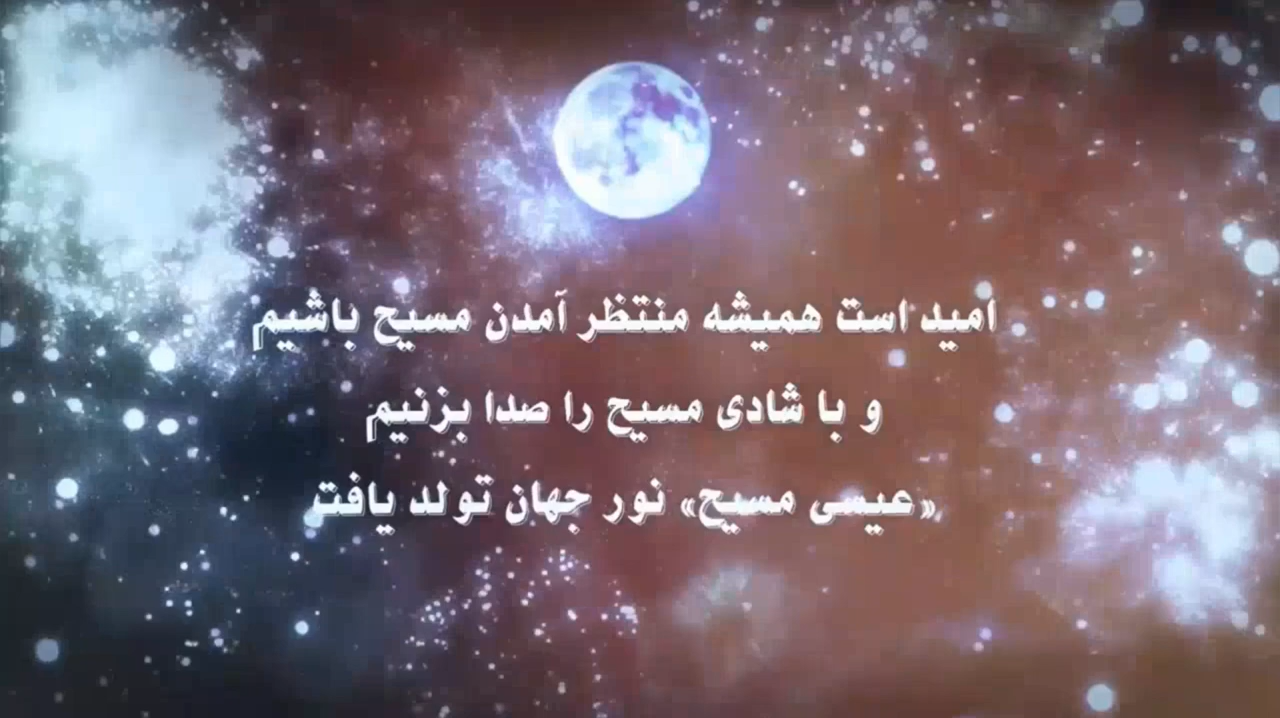 امید است همیشه منتظر آمدن مسیح باشیم
و با شادی مسیح را صدا بزنیم
«عیسی مسیح» نور جهان تولد یافت